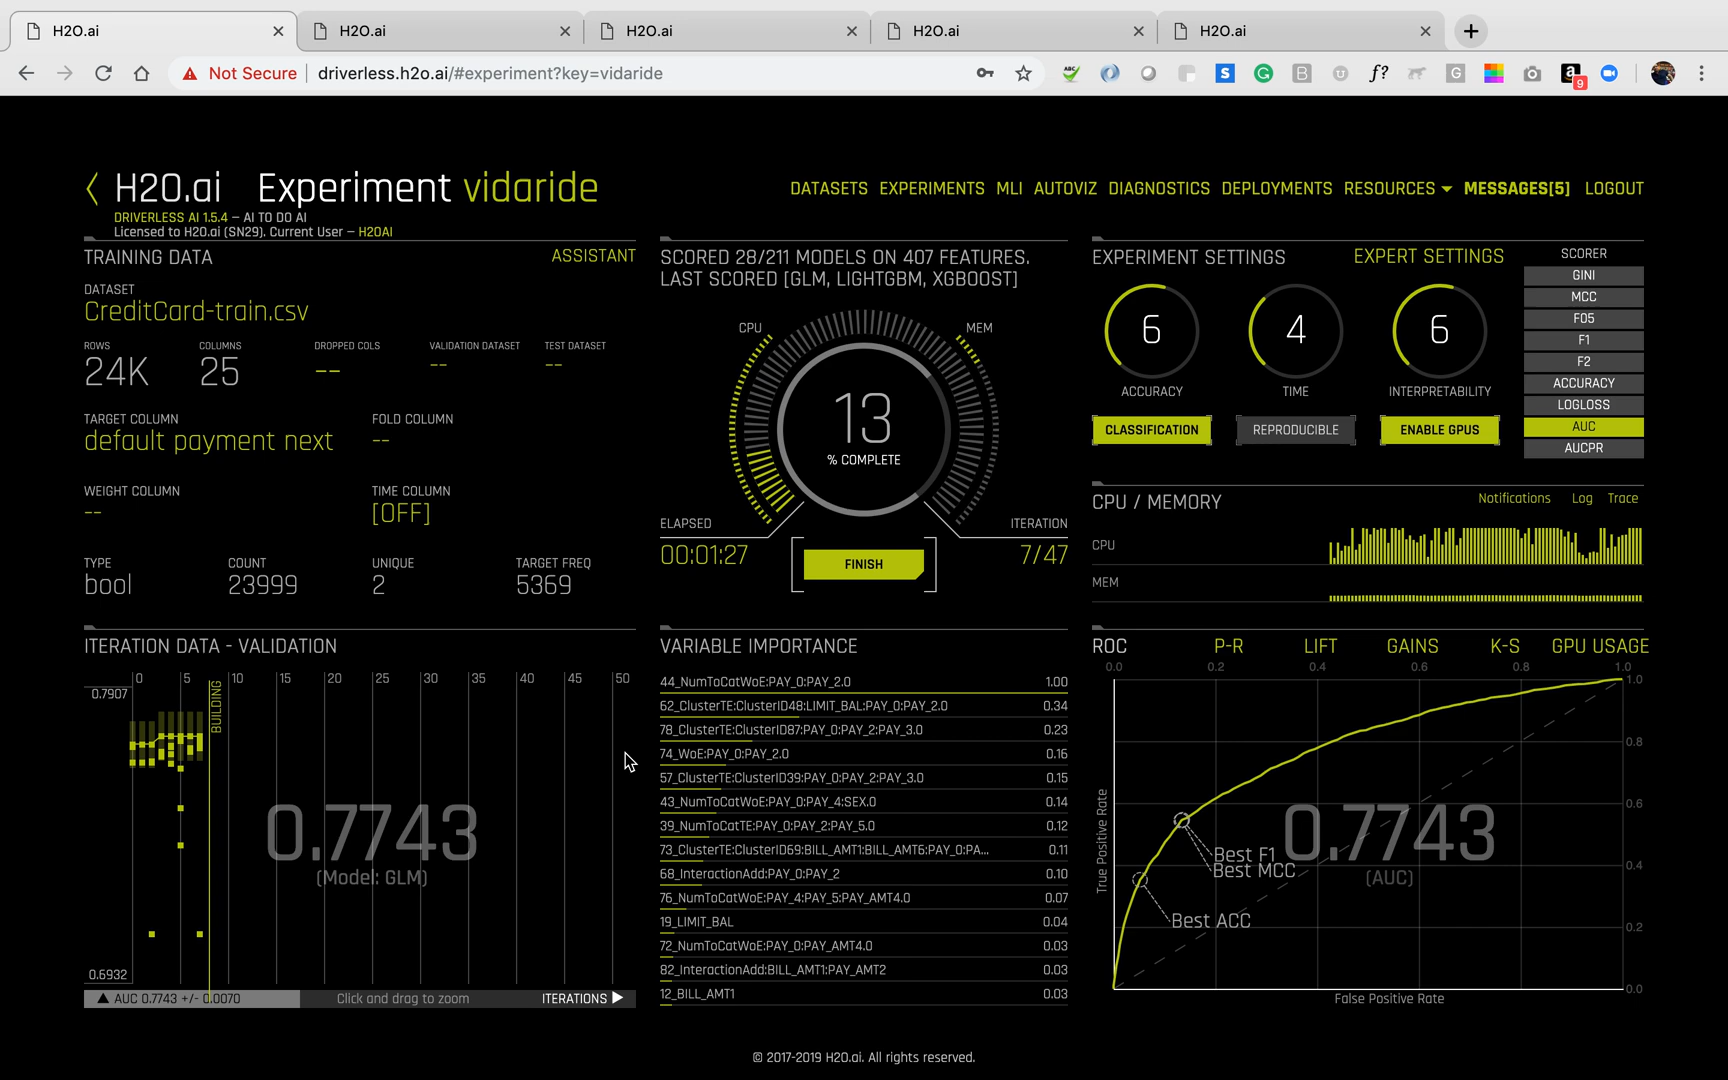 H2O.ai
H2O.ai
H2O.ai
H2O.ai
H2O.ai
Not Secure
driverless.h2o.ai/#experiment?key=vidaride
ABC
S
G
B
U
f?
G
a
9
H2O.ai Experiment vidaride
DRIVERLESS AI 1.5.4 – AI TO DO AI
Licensed to H2O.ai (SN29). Current User – H2OAI
DATASETS EXPERIMENTS MLI AUTOVIZ DIAGNOSTICS DEPLOYMENTS RESOURCES MESSAGES[5] LOGOUT
TRAINING DATA
ASSISTANT
DATASET
CreditCard-train.csv
ROWS COLUMNS DROPPED COLS VALIDATION DATASET TEST DATASET
24K 25 -- -- --
TARGET COLUMN FOLD COLUMN
default payment next --
WEIGHT COLUMN TIME COLUMN
-- [OFF]
TYPE COUNT UNIQUE TARGET FREQ
bool 23999 2 5369
SCORED 28/211 MODELS ON 407 FEATURES.
LAST SCORED [GLM, LIGHTGBM, XGBOOST]
CPU MEM
13
% COMPLETE
ELAPSED ITERATION
00:01:27 7/47
FINISH
EXPERIMENT SETTINGS EXPERT SETTINGS
6 4 6
ACCURACY TIME INTERPRETABILITY
CLASSIFICATION REPRODUCIBLE ENABLE GPUS
SCORER
GINI
MCC
F05
F1
F2
ACCURACY
LOGLOSS
AUC
AUCPR
CPU / MEMORY
Notifications Log Trace
CPU
MEM
ITERATION DATA - VALIDATION
0 5 10 15 20 25 30 35 40 45 50
0.7907
BUILDING
0.7743
(Model: GLM)
0.6932
▲ AUC 0.7743 +/- 0.0070 Click and drag to zoom ITERATIONS ▶
VARIABLE IMPORTANCE
44_NumToCatWoE:PAY_0:PAY_2.0 1.00
62_ClusterTE:ClusterID48:LIMIT_BAL:PAY_0:PAY_2.0 0.34
78_ClusterTE:ClusterID87:PAY_0:PAY_2:PAY_3.0 0.23
74_WoE:PAY_0:PAY_2.0 0.16
57_ClusterTE:ClusterID39:PAY_0:PAY_2:PAY_3.0 0.15
43_NumToCatWoE:PAY_0:PAY_4:SEX.0 0.14
39_NumToCatTE:PAY_0:PAY_2:PAY_5.0 0.12
73_ClusterTE:ClusterID69:BILL_AMT1:BILL_AMT6:PAY_0:PA... 0.11
68_InteractionAdd:PAY_0:PAY_2 0.10
76_NumToCatWoE:PAY_4:PAY_5:PAY_AMT4.0 0.07
19_LIMIT_BAL 0.04
72_NumToCatWoE:PAY_0:PAY_AMT4.0 0.03
82_InteractionAdd:BILL_AMT1:PAY_AMT2 0.03
12_BILL_AMT1 0.03
ROC P-R LIFT GAINS K-S GPU USAGE
0.0 0.2 0.4 0.6 0.8 1.0
1.0
0.8
0.6
0.4
0.2
0.0
True Positive Rate
0.7743
(AUC)
Best F1
Best MCC
Best ACC
False Positive Rate
© 2017-2019 H2O.ai. All rights reserved.